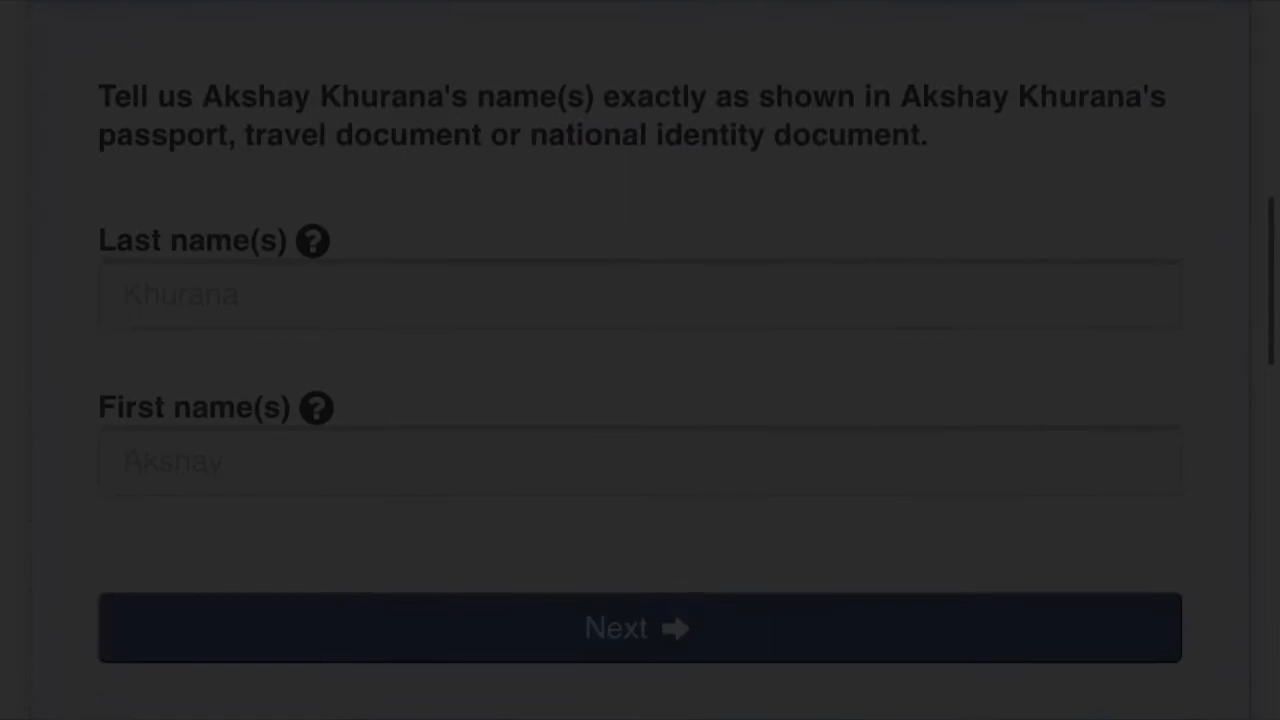 Tell us Akshay Khurana's name(s) exactly as shown in Akshay Khurana's
passport, travel document or national identity document.
Last name(s) ?
Khurana
First name(s) ?
Akshay
Next